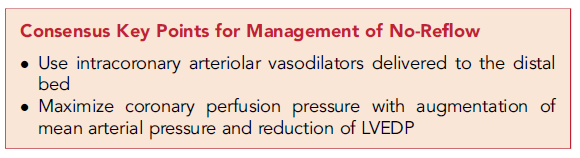 Consensus Key Points for Management of No-Reflow
• Use intracoronary arteriolar vasodilators delivered to the distal
bed
• Maximize coronary perfusion pressure with augmentation of
mean arterial pressure and reduction of LVEDP